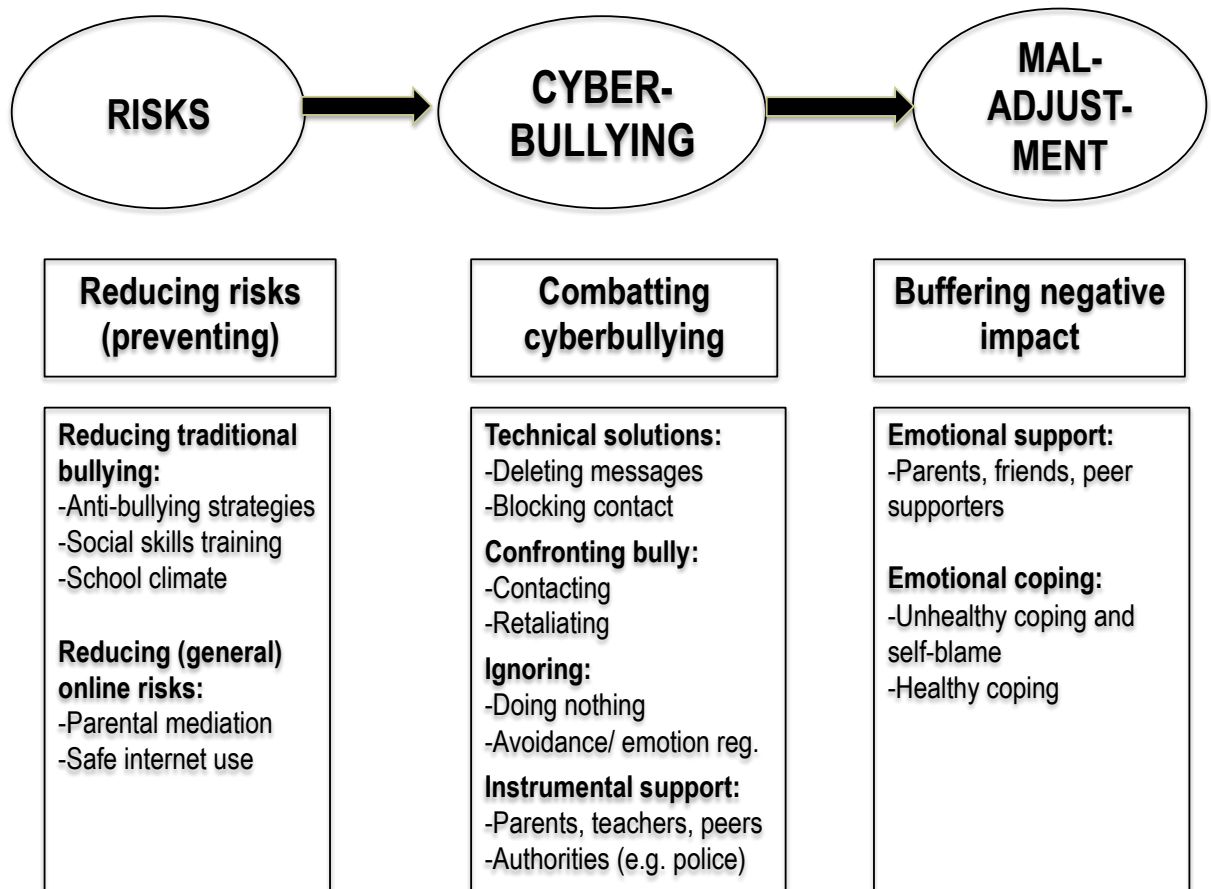 RISKS
CYBER-
BULLYING
MAL-
ADJUST-
MENT
Reducing risks
(preventing)
Combatting
cyberbullying
Buffering negative
impact
Reducing traditional
bullying:
-Anti-bullying strategies
-Social skills training
-School climate
Reducing (general)
online risks:
-Parental mediation
-Safe internet use
Technical solutions:
-Deleting messages
-Blocking contact
Confronting bully:
-Contacting
-Retaliating
Ignoring:
-Doing nothing
-Avoidance/ emotion reg.
Instrumental support:
-Parents, teachers, peers
-Authorities (e.g. police)
Emotional support:
-Parents, friends, peer
supporters
Emotional coping:
-Unhealthy coping and
self-blame
-Healthy coping